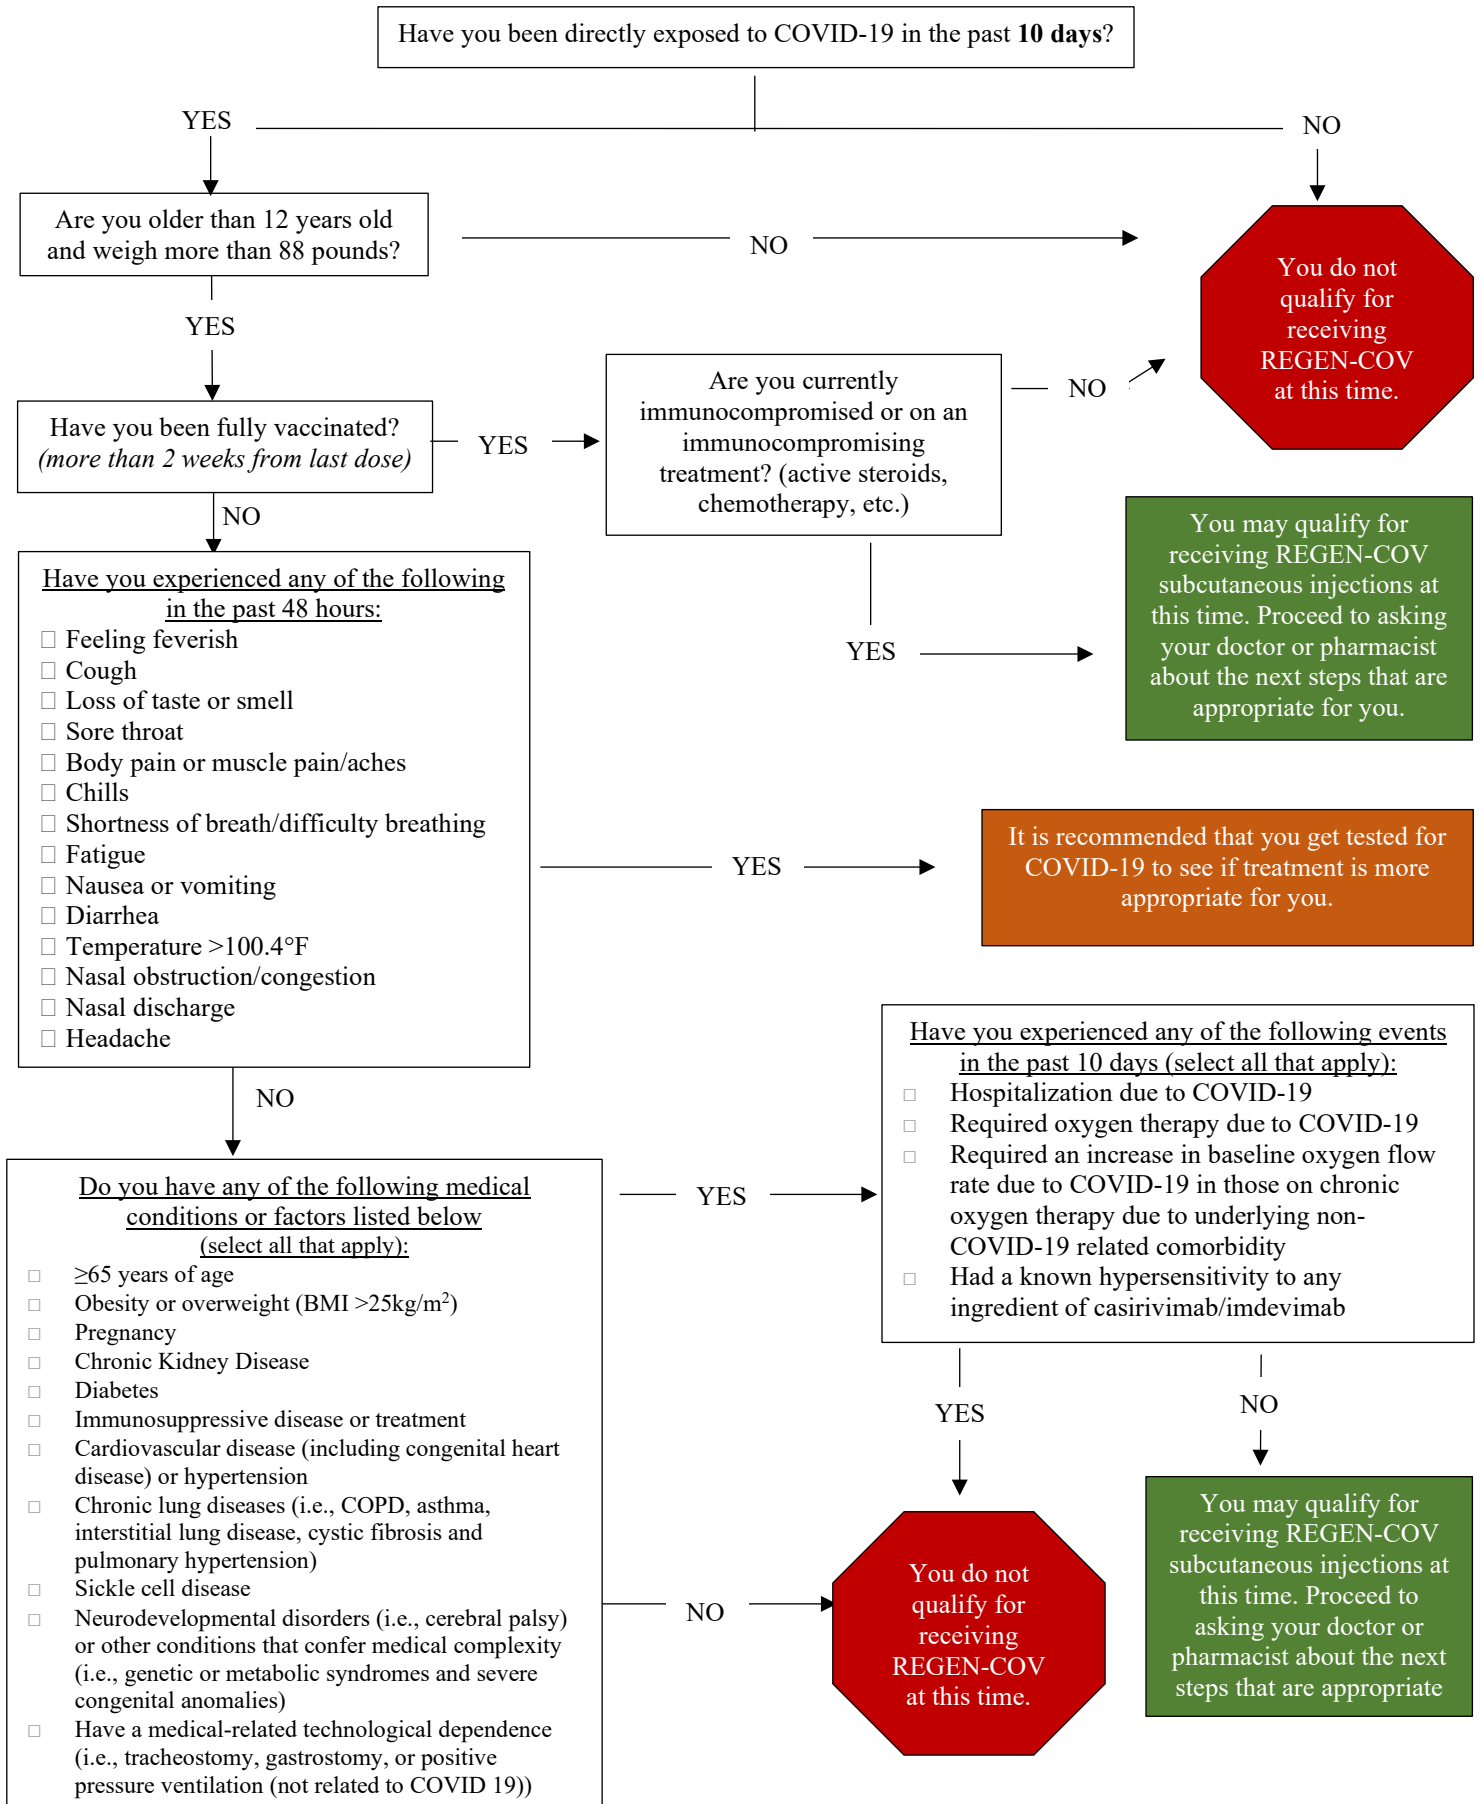 Have you been directly exposed to COVID-19 in the past 10 days?
YES
NO
Are you older than 12 years old
and weigh more than 88 pounds?
NO
You do not
qualify for
receiving
REGEN-COV
at this time.
YES
Have you been fully vaccinated?
(more than 2 weeks from last dose)
YES
Are you currently
immunocompromised or on an
immunocompromising
treatment? (active steroids,
chemotherapy, etc.)
NO
YES
You may qualify for
receiving REGEN-COV
subcutaneous injections at
this time. Proceed to asking
your doctor or pharmacist
about the next steps that are
appropriate for you.
NO
Have you experienced any of the following
in the past 48 hours:
☐ Feeling feverish
☐ Cough
☐ Loss of taste or smell
☐ Sore throat
☐ Body pain or muscle pain/aches
☐ Chills
☐ Shortness of breath/difficulty breathing
☐ Fatigue
☐ Nausea or vomiting
☐ Diarrhea
☐ Temperature >100.4°F
☐ Nasal obstruction/congestion
☐ Nasal discharge
☐ Headache
YES
It is recommended that you get tested for
COVID-19 to see if treatment is more
appropriate for you.
NO
Do you have any of the following medical
conditions or factors listed below
(select all that apply):
☐ ≥65 years of age
☐ Obesity or overweight (BMI >25kg/m²)
☐ Pregnancy
☐ Chronic Kidney Disease
☐ Diabetes
☐ Immunosuppressive disease or treatment
☐ Cardiovascular disease (including congenital heart
disease) or hypertension
☐ Chronic lung diseases (i.e., COPD, asthma,
interstitial lung disease, cystic fibrosis and
pulmonary hypertension)
☐ Sickle cell disease
☐ Neurodevelopmental disorders (i.e., cerebral palsy)
or other conditions that confer medical complexity
(i.e., genetic or metabolic syndromes and severe
congenital anomalies)
☐ Have a medical-related technological dependence
(i.e., tracheostomy, gastrostomy, or positive
pressure ventilation (not related to COVID 19))
YES
Have you experienced any of the following events
in the past 10 days (select all that apply):
☐ Hospitalization due to COVID-19
☐ Required oxygen therapy due to COVID-19
☐ Required an increase in baseline oxygen flow
rate due to COVID-19 in those on chronic
oxygen therapy due to underlying non-
COVID-19 related comorbidity
☐ Had a known hypersensitivity to any
ingredient of casirivimab/imdevimab
YES
NO
NO
You do not
qualify for
receiving
REGEN-COV
at this time.
You may qualify for
receiving REGEN-COV
subcutaneous injections at
this time. Proceed to
asking your doctor or
pharmacist about the next
steps that are appropriate